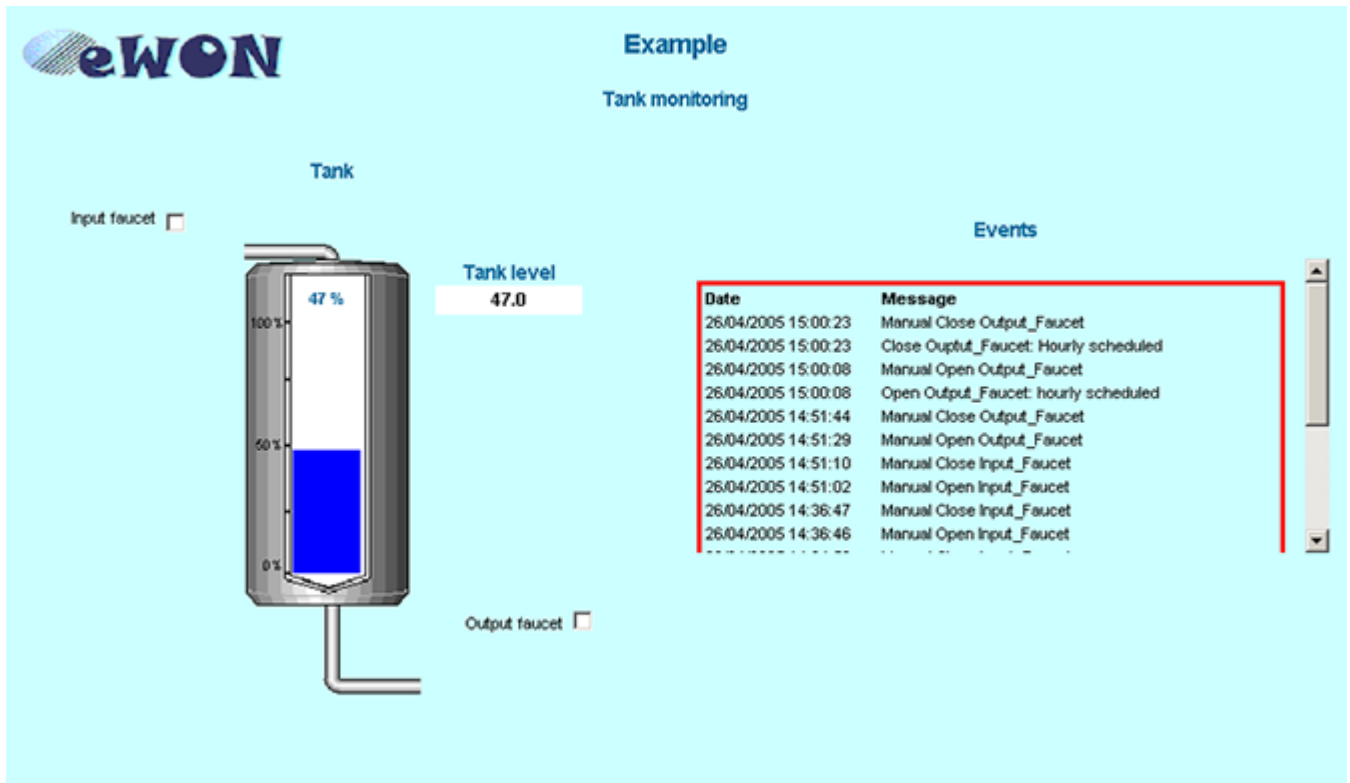 eWON
Example
Tank monitoring
Tank
Input faucet
Tank level
47.0
47 %
100 %
50 %
0 %
Output faucet
Events
Date Message
26/04/2005 15:00:23 Manual Close Output_Faucet
26/04/2005 15:00:23 Close Ouptut_Faucet: Hourly scheduled
26/04/2005 15:00:08 Manual Open Output_Faucet
26/04/2005 15:00:08 Open Output_Faucet: hourly scheduled
26/04/2005 14:51:44 Manual Close Output_Faucet
26/04/2005 14:51:29 Manual Open Output_Faucet
26/04/2005 14:51:10 Manual Close Input_Faucet
26/04/2005 14:51:02 Manual Open Input_Faucet
26/04/2005 14:36:47 Manual Close Input_Faucet
26/04/2005 14:36:46 Manual Open Input_Faucet